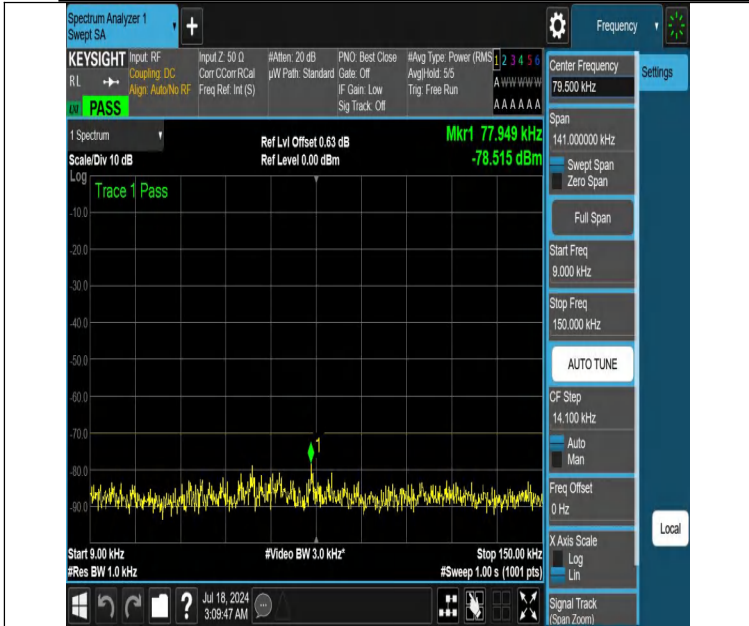 Spectrum Analyzer 1
Swept SA
Frequency
KEYSIGHT
RL
LXI
PASS
Input: RF
Coupling: DC
Align: Auto/No RF
Input Z: 50 Ω
Corr CCorr RCal
Freq Ref: Int (S)
#Atten: 20 dB
µW Path: Standard
PNO: Best Close
Gate: Off
IF Gain: Low
Sig Track: Off
#Avg Type: Power (RMS
Avg|Hold: 5/5
Trig: Free Run
1 2 3 4 5 6
A W W W W W
A A A A A A
1 Spectrum
Scale/Div 10 dB
Ref Lvl Offset 0.63 dB
Ref Level 0.00 dBm
Mkr1 77.949 kHz
-78.515 dBm
Log
Trace 1 Pass
-10.0
-20.0
-30.0
-40.0
-50.0
-60.0
-70.0
-80.0
-90.0
1
Start 9.00 kHz
#Res BW 1.0 kHz
#Video BW 3.0 kHz*
Stop 150.00 kHz
#Sweep 1.00 s (1001 pts)
?
Jul 18, 2024
3:09:47 AM
Center Frequency
79.500 kHz
Span
141.000000 kHz
Swept Span
Zero Span
Full Span
Start Freq
9.000 kHz
Stop Freq
150.000 kHz
AUTO TUNE
CF Step
14.100 kHz
Auto
Man
Freq Offset
0 Hz
X Axis Scale
Log
Lin
Signal Track
(Span Zoom)
Settings
Local